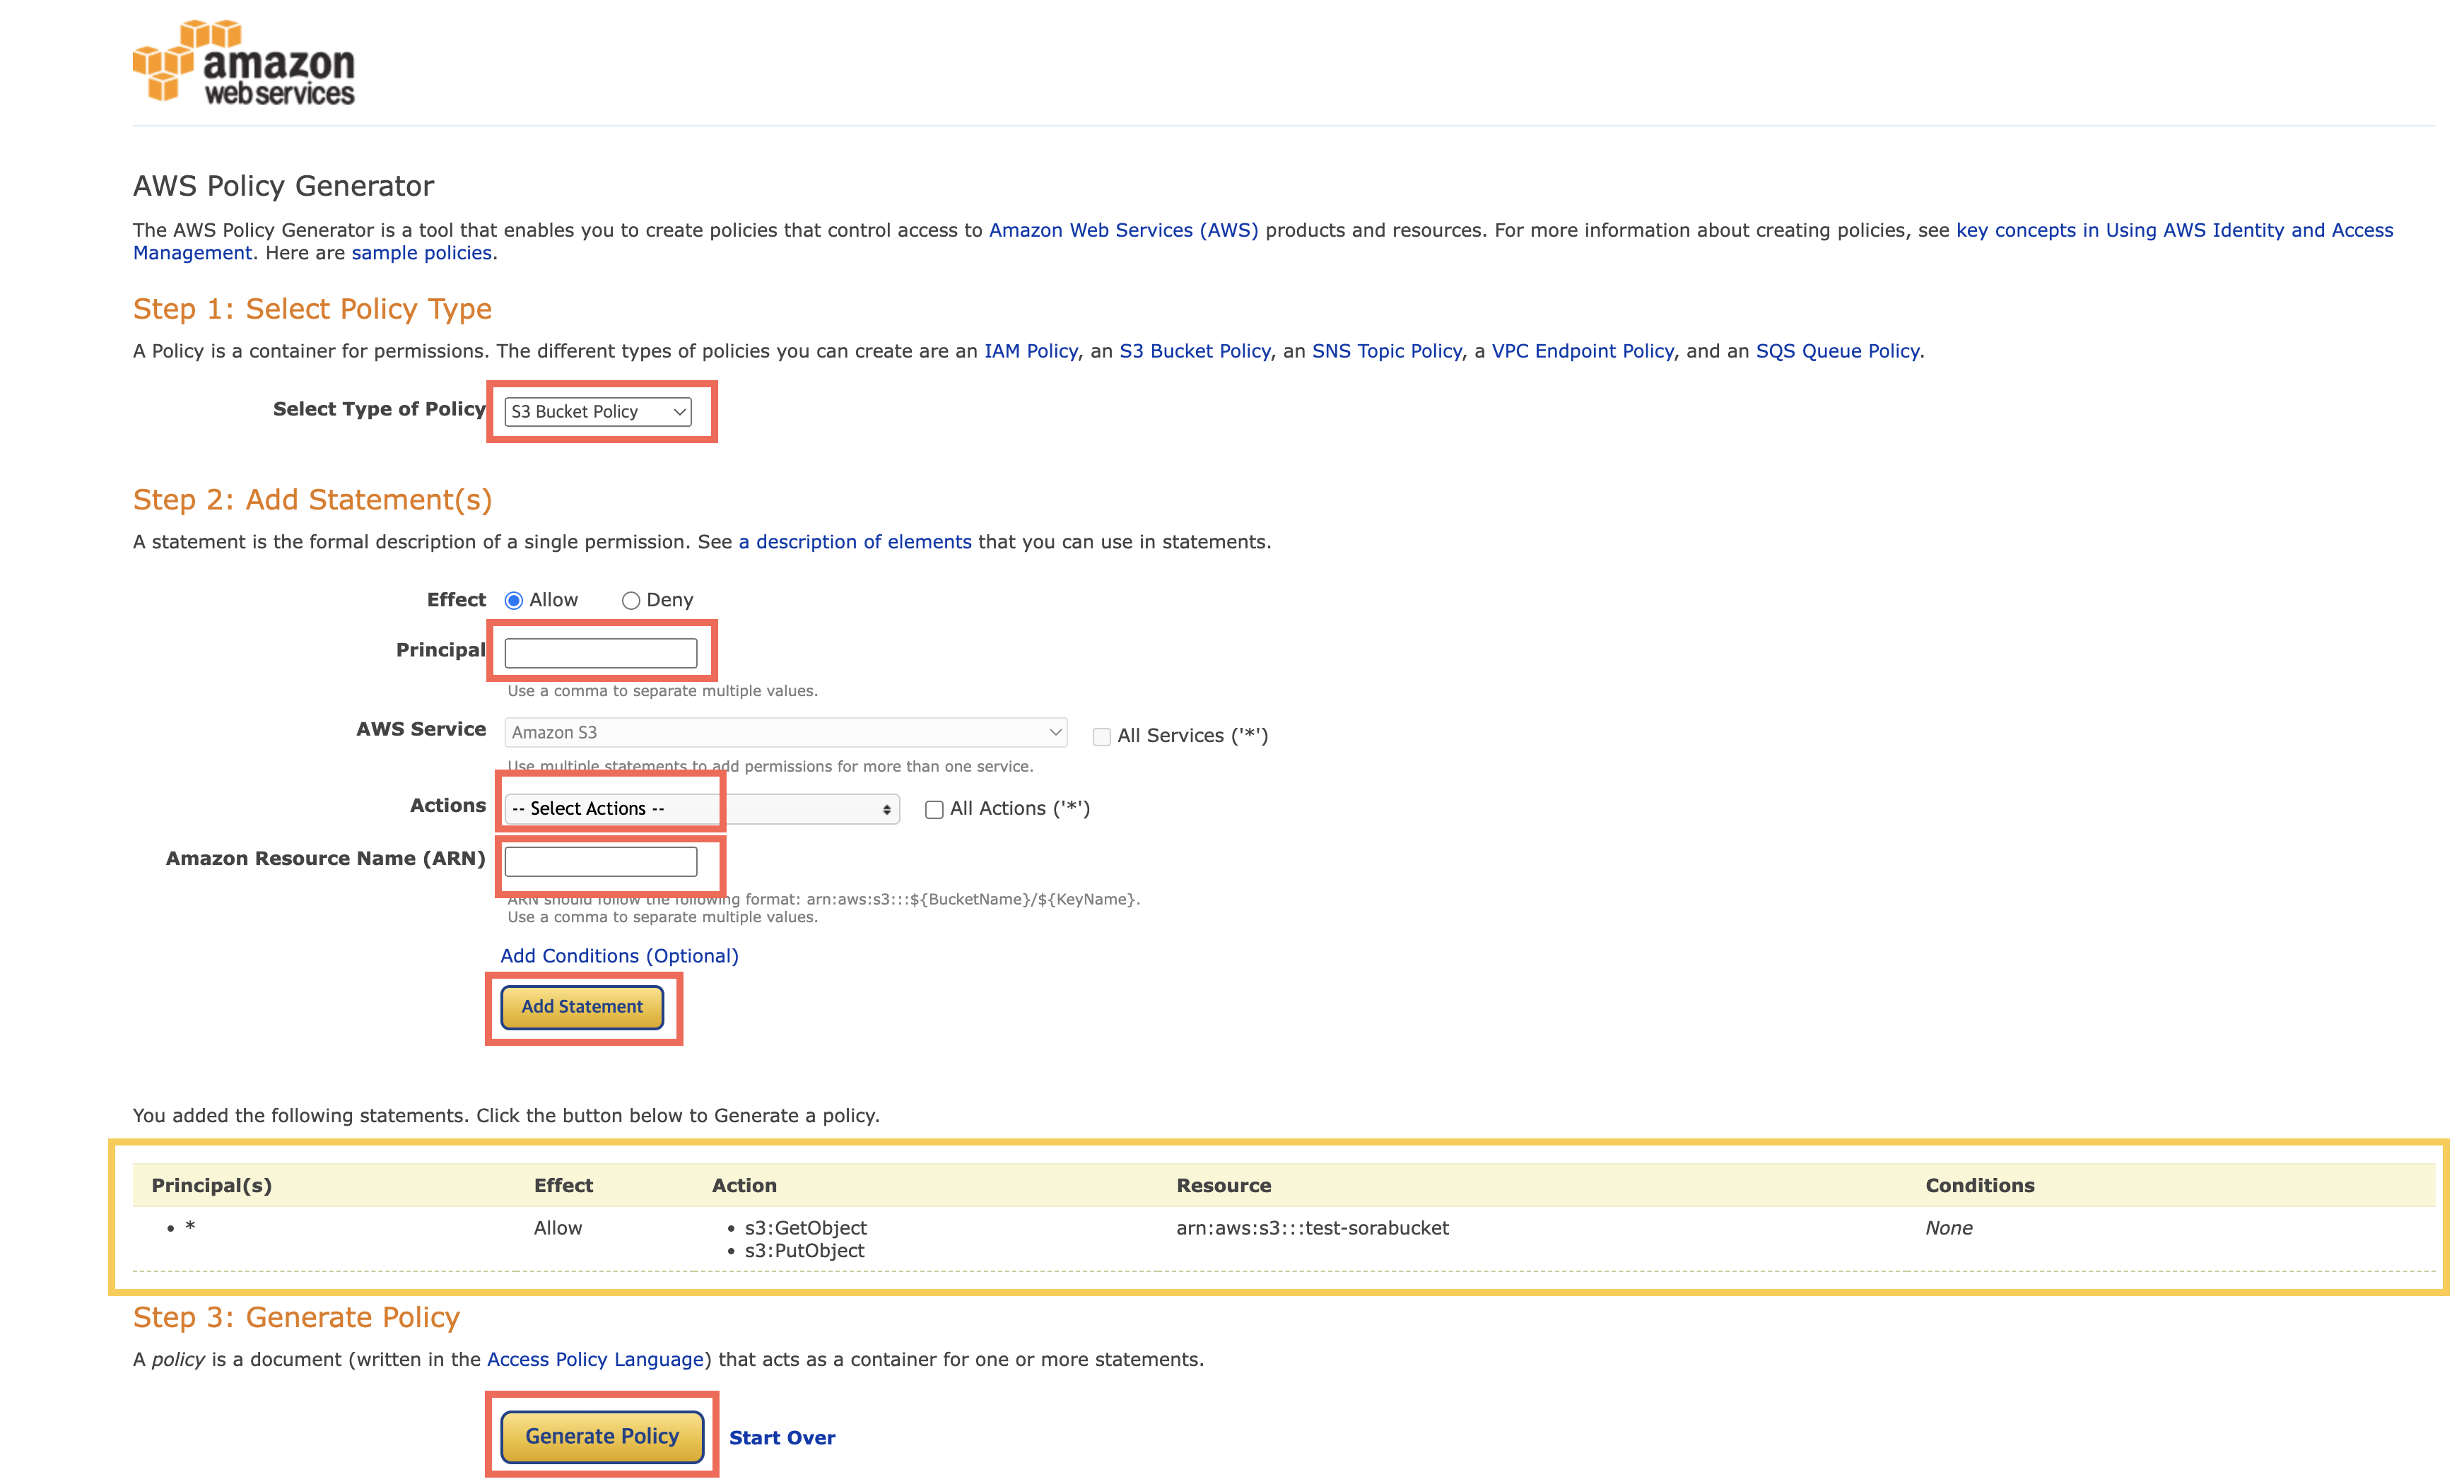 amazon
webservices
AWS Policy Generator
The AWS Policy Generator is a tool that enables you to create policies that control access to Amazon Web Services (AWS) products and resources. For more information about creating policies, see key concepts in Using AWS Identity and Access
Management. Here are sample policies.
Step 1: Select Policy Type
A Policy is a container for permissions. The different types of policies you can create are an IAM Policy, an S3 Bucket Policy, an SNS Topic Policy, a VPC Endpoint Policy, and an SQS Queue Policy.
Select Type of Policy S3 Bucket Policy
Step 2: Add Statement(s)
A statement is the formal description of a single permission. See a description of elements that you can use in statements.
Effect Allow Deny
Principal
Use a comma to separate multiple values.
AWS Service Amazon S3 All Services ('*')
Use multiple statements to add permissions for more than one service.
Actions -- Select Actions -- All Actions ('*')
Amazon Resource Name (ARN)
ARN should follow the following format: arn:aws:s3:::${BucketName}/${KeyName}.
Use a comma to separate multiple values.
Add Conditions (Optional)
Add Statement
You added the following statements. Click the button below to Generate a policy.
Principal(s) Effect Action Resource Conditions
• * Allow • s3:GetObject arn:aws:s3:::test-sorabucket None
• s3:PutObject
Step 3: Generate Policy
A policy is a document (written in the Access Policy Language) that acts as a container for one or more statements.
Generate Policy Start Over